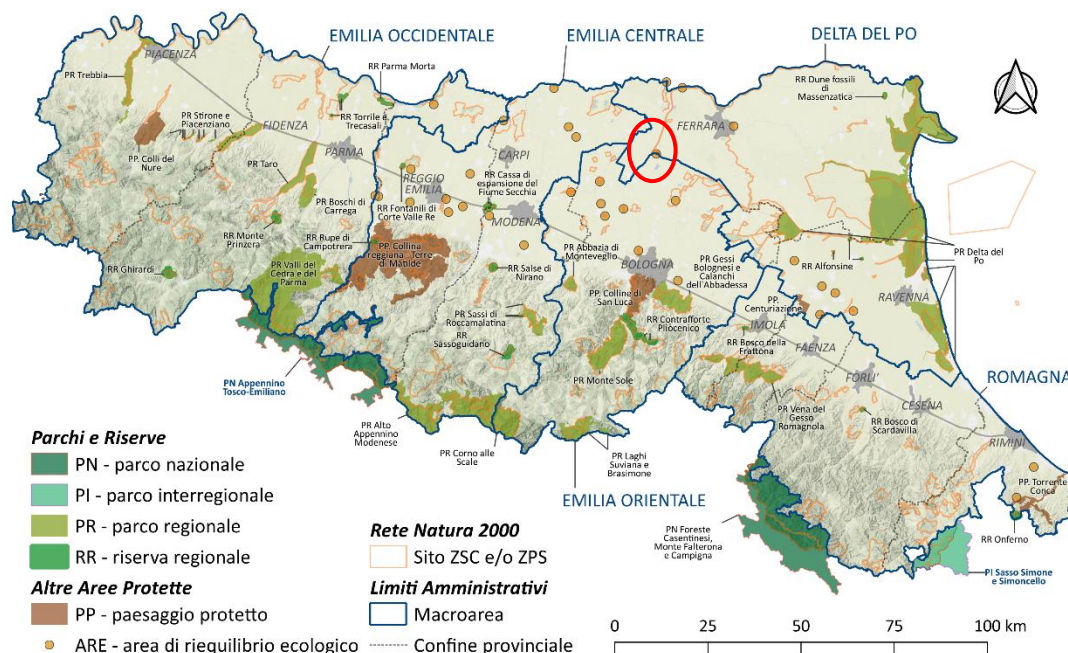 EMILIA OCCIDENTALE
EMILIA CENTRALE
DELTA DEL PO
PIACENZA
PR Trebbia
RR Parma Morta
RR Dune fossili
di
Massenzatica
PR Stirone e
Piacenziano
FIDENZA
RR Torrile e
Trecasali
FERRARA
PP. Colli del
Nure
PARMA
CARPI
PR Taro
REGGIO
EMILIA
RR Cassa di
espansione del
Fiume Secchia
PR Boschi di
Carrega
RR Fontanili di
Corte Valle Re
MODENA
RR Monte
Prinzera
RR Rupe di
Campotrera
PP. Collina
reggiana - Terre
di Matilde
PR Abbazia di
Monteveglio
BOLOGNA
PR Gessi
Bolognesi e
Calanchi
dell'Abbadessa
RR Alfonsine
PR Delta del
Po
RR Ghirardi
PR Valli del
Cedra e del
Parma
RR Salse di
Nirano
PP. Colline di
San Luca
PP.
Centuriazione
RAVENNA
PR Sassi di
Roccamalatina
RR Contrafforte
Pliocenico
IMOLA
RR
Sassoguidano
RR Bosco della
Frattona
FAENZA
PN Appennino
Tosco-Emiliano
PR Monte Sole
FORLI'
ROMAGNA
PR Vena del
Gesso
Romagnola
CESENA
RR Bosco di
Scardavilla
PR Alto
Appennino
Modenese
PR Corno alle
Scale
PR Laghi
Suviana e
Brasimone
RIMINI
EMILIA ORIENTALE
PP. Torrente
Conca
PN Foreste
Casentinesi,
Monte Falterona
e Campigna
RR Onferno
PI Sasso Simone
e Simoncello
Parchi e Riserve
PN - parco nazionale
PI - parco interregionale
PR - parco regionale
RR - riserva regionale
Altre Aree Protette
PP - paesaggio protetto
ARE - area di riequilibrio ecologico
Rete Natura 2000
Sito ZSC e/o ZPS
Limiti Amministrativi
Macroarea
Confine provinciale
0 25 50 75 100 km